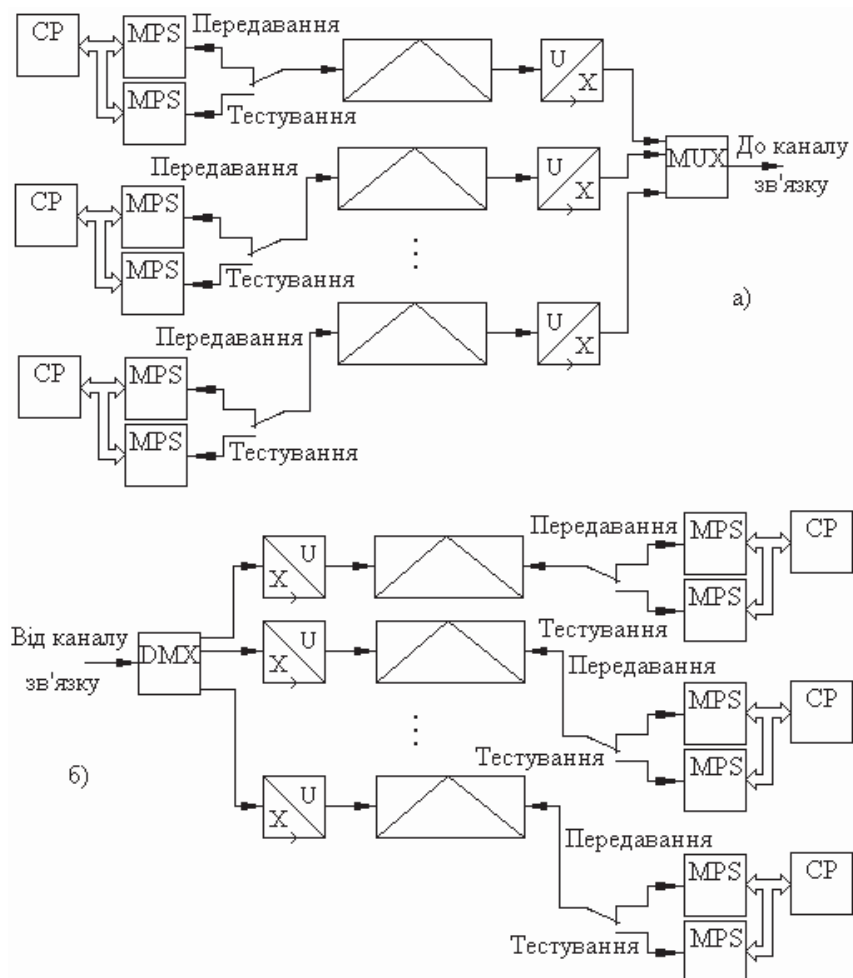 CP
MPS
Передавання
U
X
MPS
Тестування
MUX
До каналу
зв'язку
Передавання
CP
MPS
U
X
MPS
Тестування
а)
Передавання
U
X
CP
MPS
MPS
Тестування
Передавання
MPS
CP
X
U
MPS
Від каналу
зв'язку
DMX
Тестування
X
U
Передавання
MPS
CP
Тестування
MPS
б)
X
U
Передавання
MPS
CP
Тестування
MPS